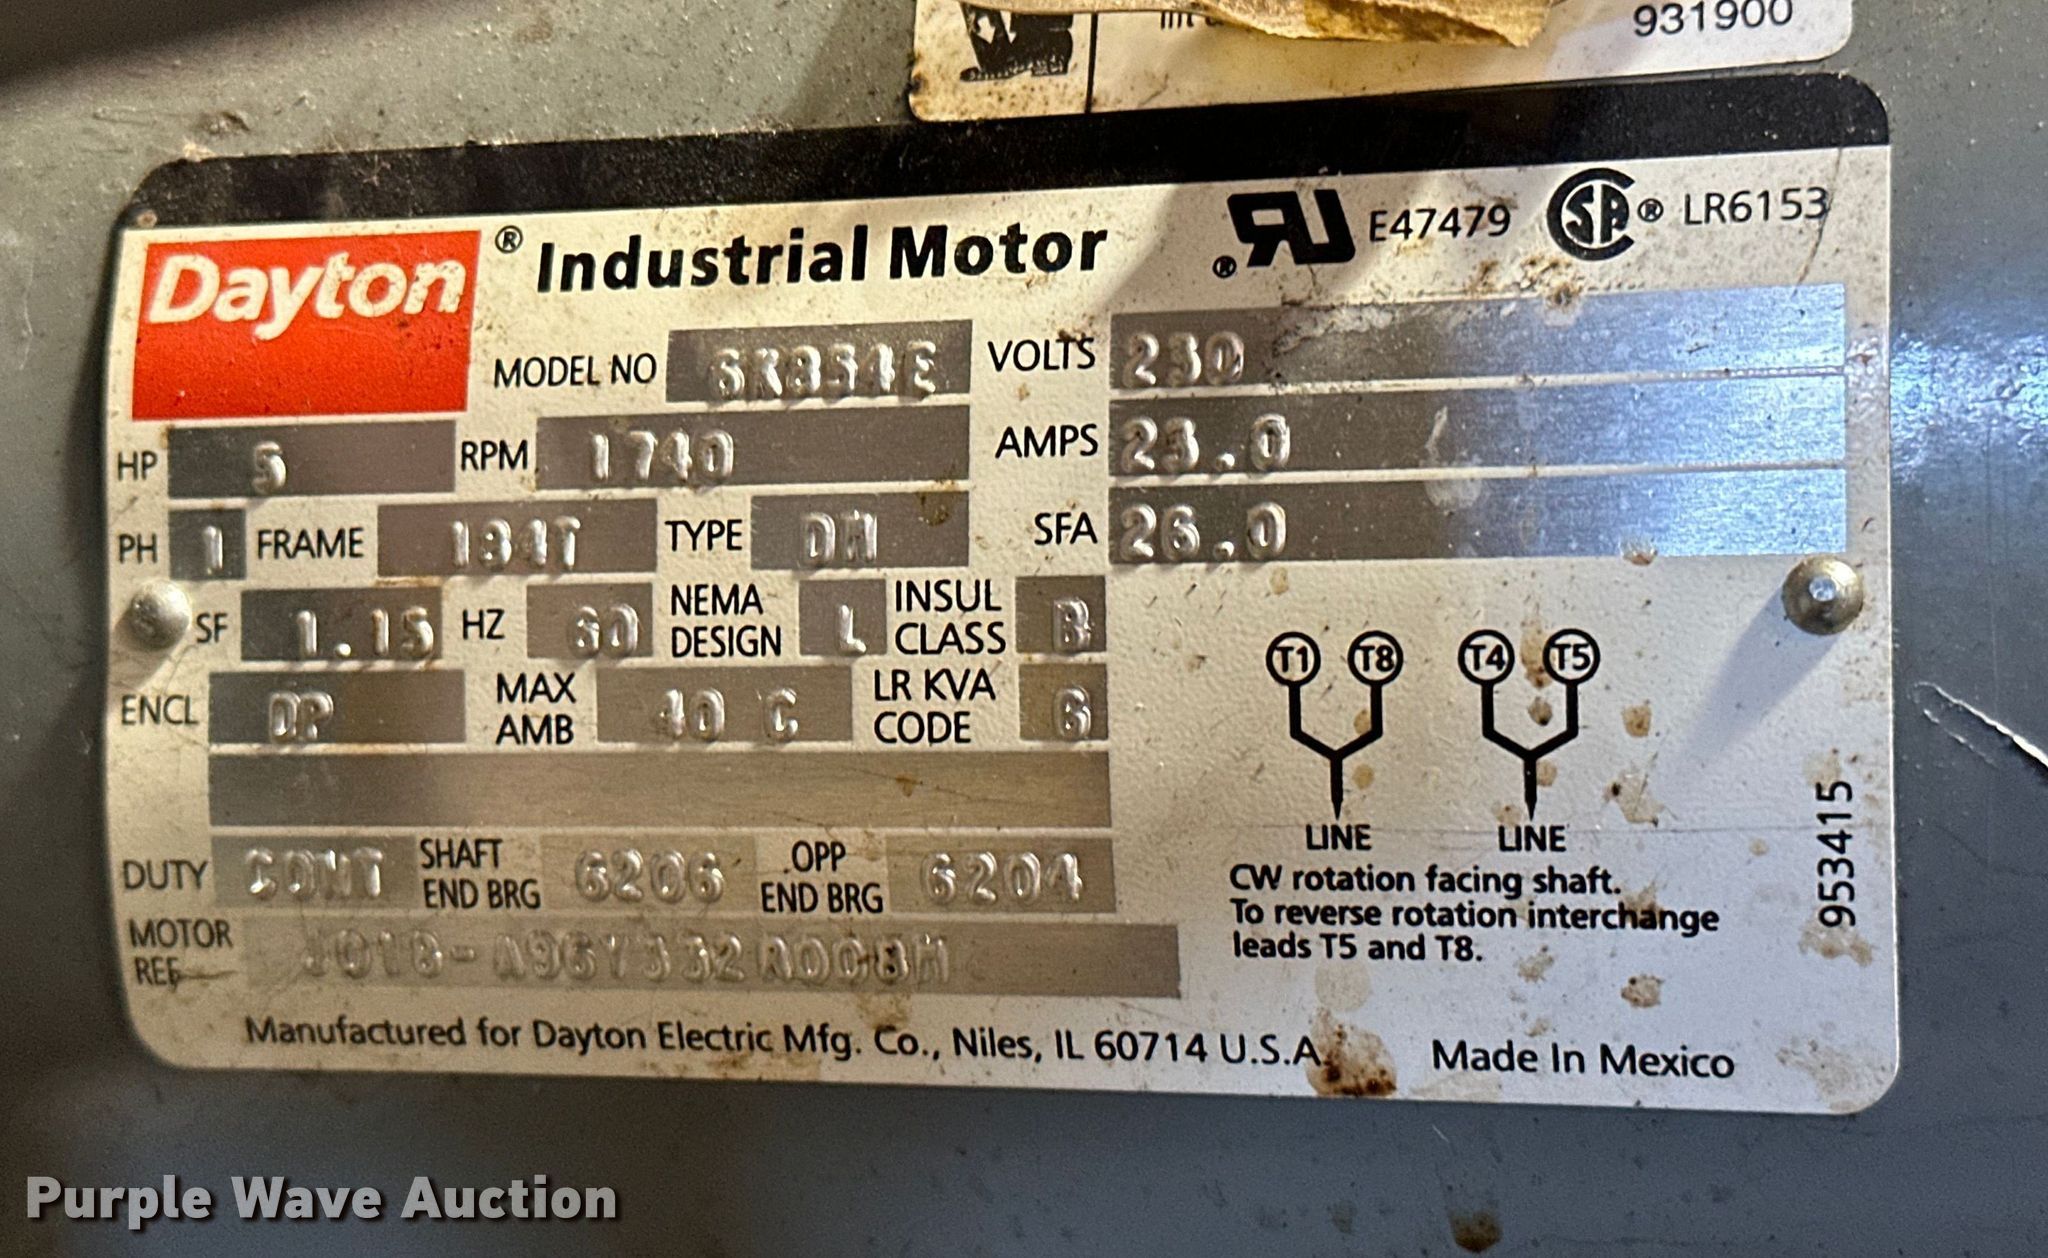 931900
Dayton® Industrial Motor ® E47479 ® LR6153
MODEL NO VOLTS 230
HP 5 RPM 1740 AMPS 23.0
PH 1 FRAME 184T TYPE SFA 26.0
SF 1.15 HZ 60 NEMA DESIGN L INSUL CLASS B
ENCL DP MAX AMB 40 C LR KVA CODE G
DUTY CONT SHAFT END BRG 6206 OPP END BRG 6204
MOTOR REF
T1 T8 T4 T5
LINE LINE
CW rotation facing shaft.
To reverse rotation interchange
leads T5 and T8.
953415
Manufactured for Dayton Electric Mfg. Co., Niles, IL 60714 U.S.A. Made In Mexico
Purple Wave Auction